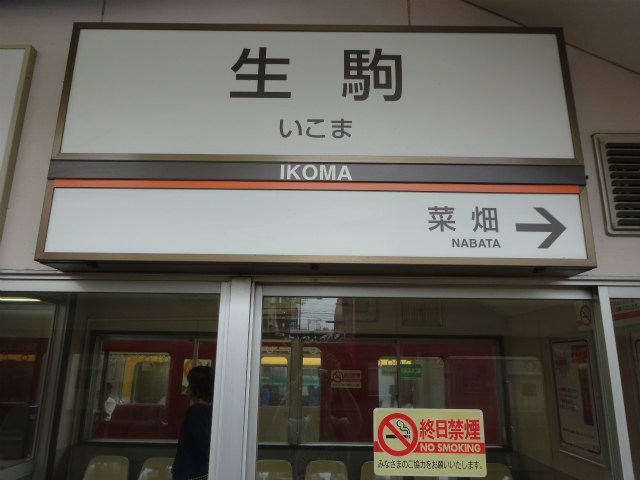 生駒
いこま
IKOMA
菜畑
NABATA
終日禁煙
NO SMOKING
みなさまのご協力をお願いいたします。